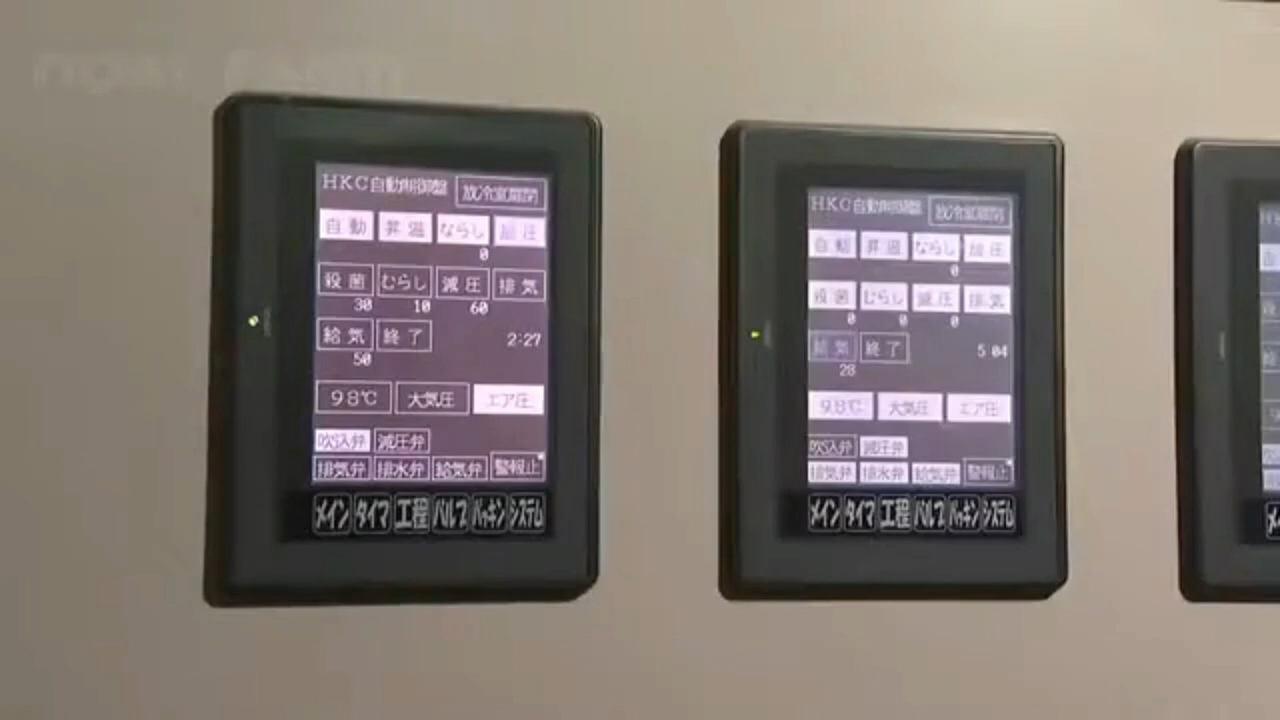 HKC自動制御盤 放冷室開閉
自動 昇温 ならし 加圧
0
殺菌 むらし 減圧 排気
30 10 60
給気 終了 2:27
50
98℃ 大気圧 エア圧
吹込弁 減圧弁
排気弁 排水弁 給気弁 警報止
メイン タイマ 工程 バルブ パッキン システム
HKC自動制御盤 放冷室開閉
自動 昇温 ならし 加圧
0
殺菌 むらし 減圧 排気
0 0 0
給気 終了 5 04
28
98℃ 大気圧 エア圧
吹込弁 減圧弁
排気弁 排水弁 給気弁 警報止
メイン タイマ 工程 バルブ パッキン システム